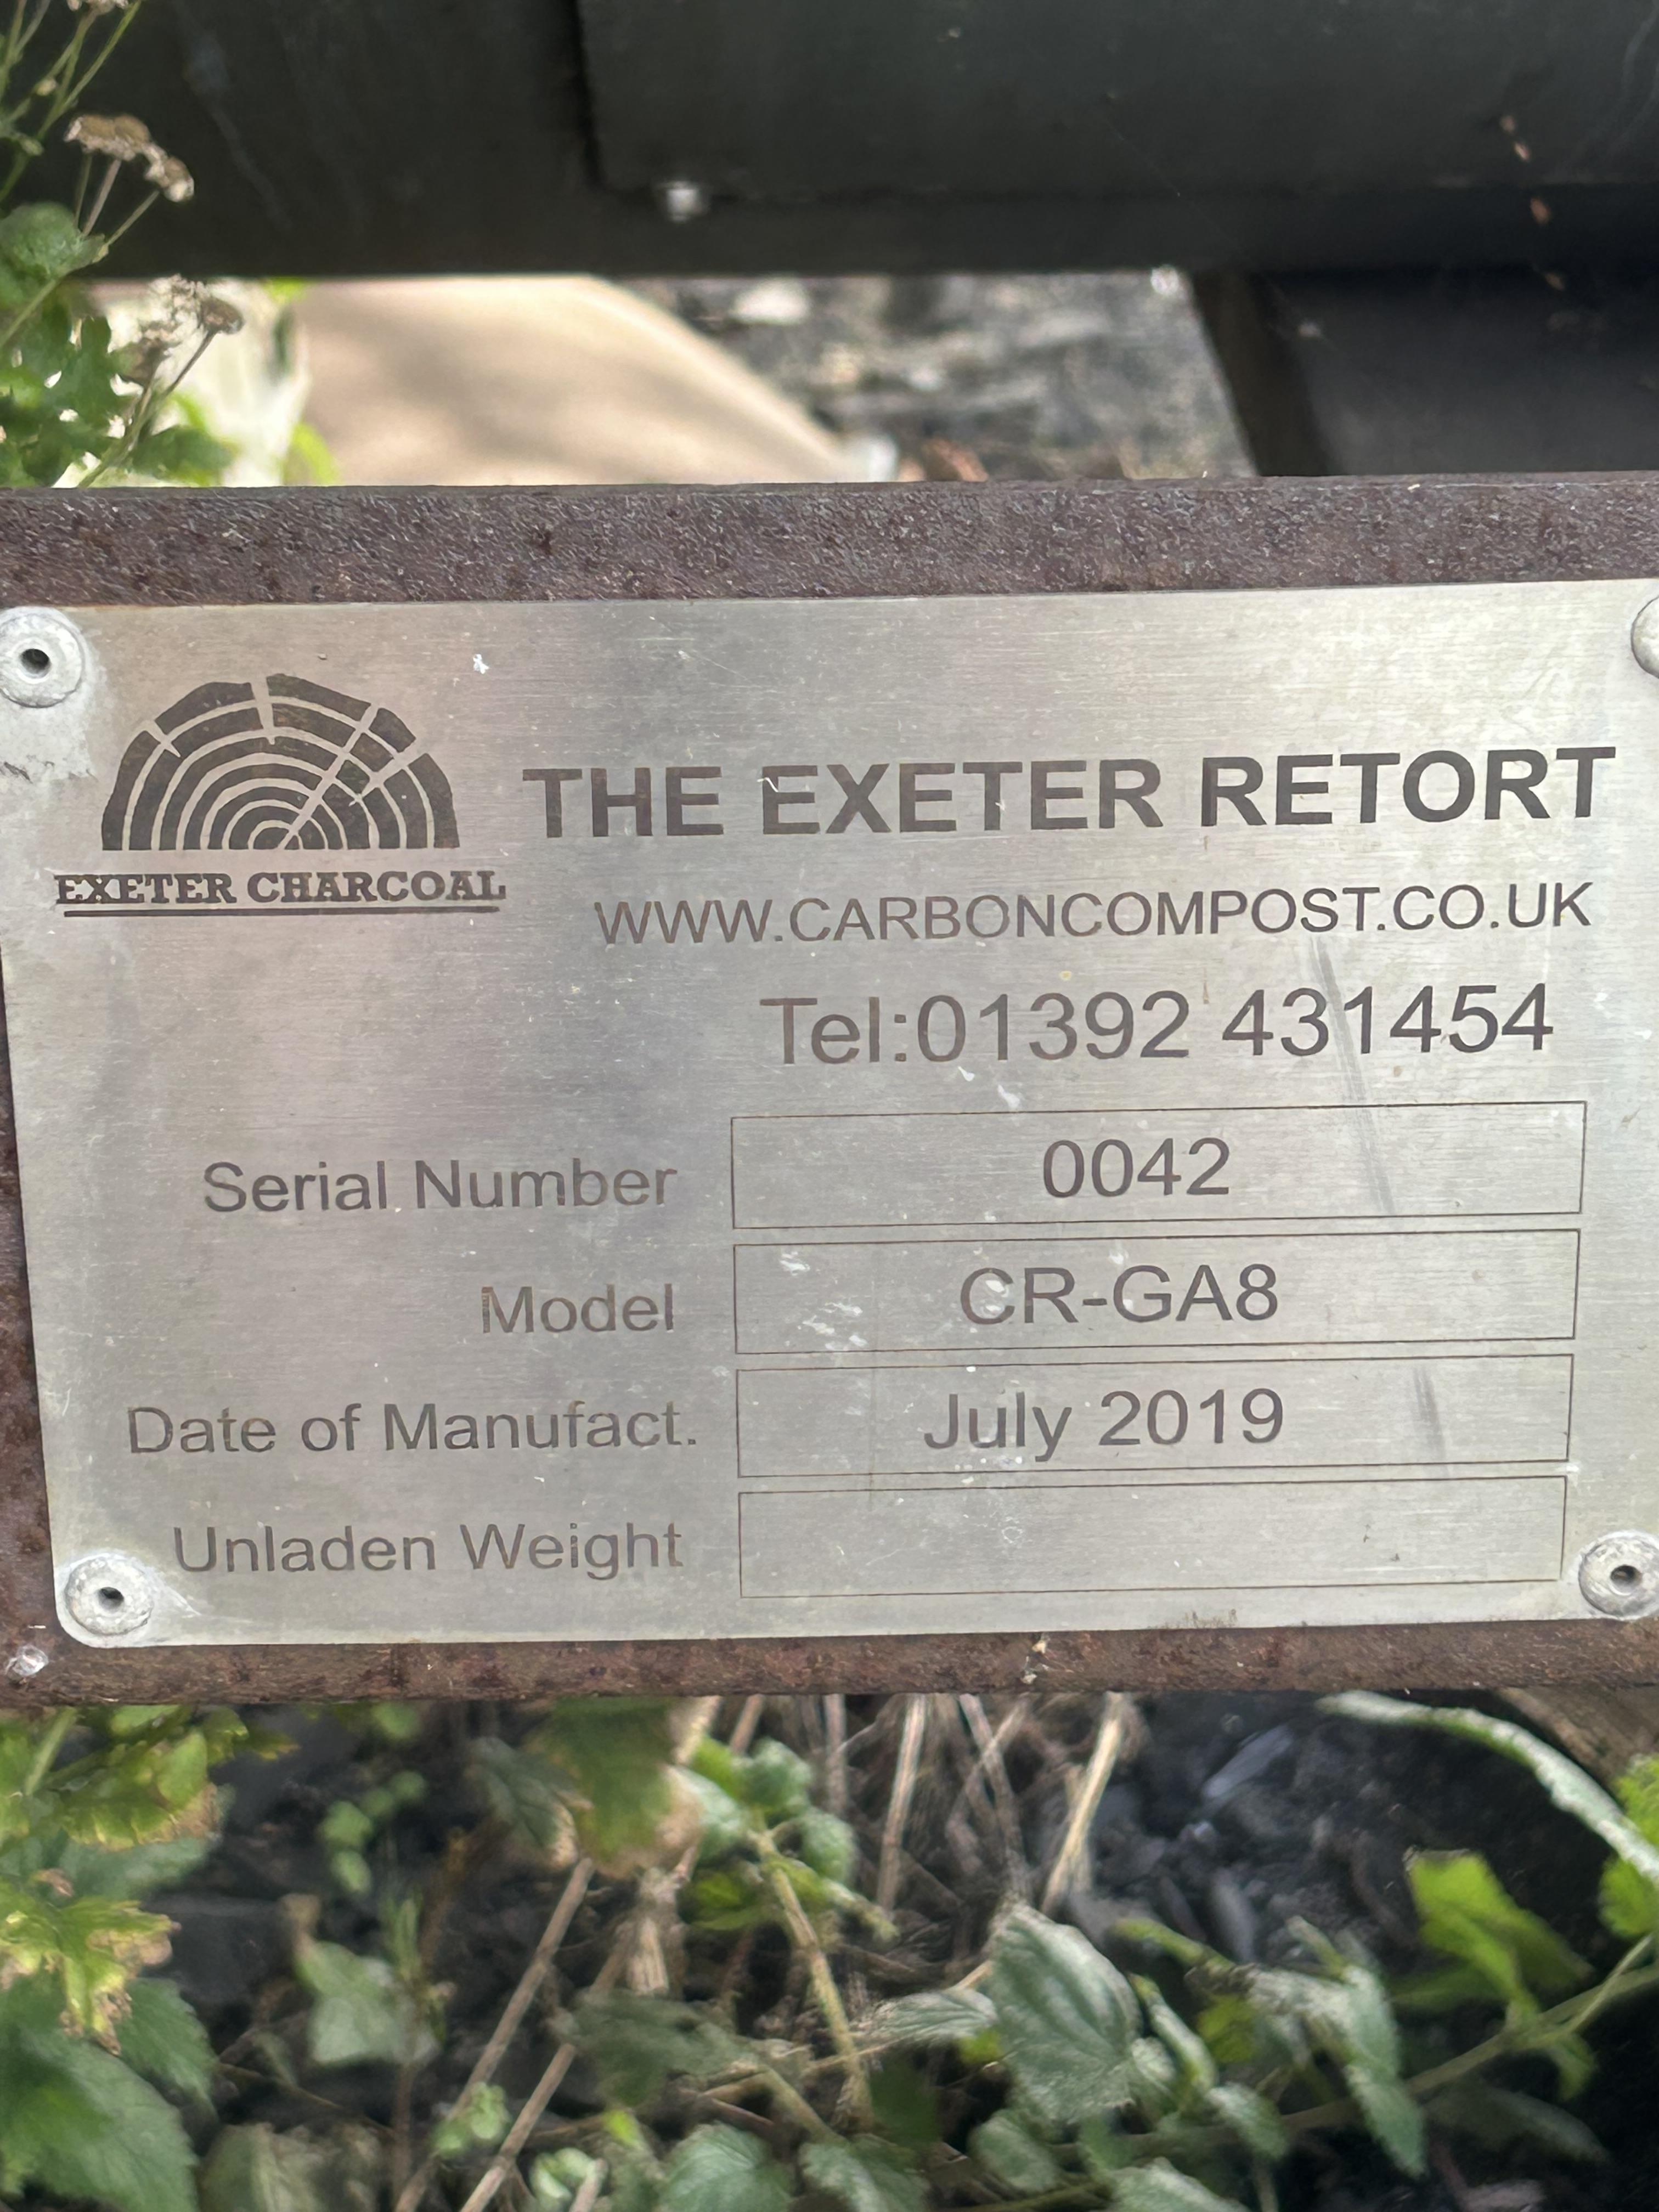 EXETER CHARCOAL
THE EXETER RETORT
WWW.CARBONCOMPOST.CO.UK
Tel:01392 431454
Serial Number 0042
Model CR-GA8
Date of Manufact. July 2019
Unladen Weight